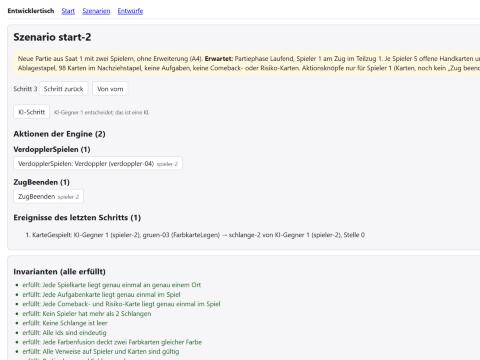 Entwicklertisch Start Szenarien Entwürfe
Szenario start-2
Neue Partie aus Saat 1 mit zwei Spielern, ohne Erweiterung (A4). Erwartet: Partiephase Laufend, Spieler 1 am Zug im Teilzug 1. Je Spieler 5 offene Handkarten un
Ablagestapel, 98 Karten im Nachziehstapel, keine Aufgaben, keine Comeback- oder Risiko-Karten. Aktionsknöpfe nur für Spieler 1 (Karten, noch kein „Zug been
Schritt 3 Schritt zurück Von vorn
KI-Schritt KI-Gegner 1 entscheidet; das ist eine KI.
Aktionen der Engine (2)
VerdopplerSpielen (1)
VerdopplerSpielen: Verdoppler (verdoppler-04) spieler-2
ZugBeenden (1)
ZugBeenden spieler-2
Ereignisse des letzten Schritts (1)
1. KarteGespielt: KI-Gegner 1 (spieler-2), gruen-03 (FarbkarteLegen) → schlange-2 von KI-Gegner 1 (spieler-2), Stelle 0
Invarianten (alle erfüllt)
• erfüllt: Jede Spielkarte liegt genau einmal an genau einem Ort
• erfüllt: Jede Aufgabenkarte liegt genau einmal im Spiel
• erfüllt: Jede Comeback- und Risiko-Karte liegt genau einmal im Spiel
• erfüllt: Kein Spieler hat mehr als 2 Schlangen
• erfüllt: Keine Schlange ist leer
• erfüllt: Alle Ids sind eindeutig
• erfüllt: Jede Farbenfusion deckt zwei Farbkarten gleicher Farbe
• erfüllt: Alle Verweise auf Spieler und Karten sind gültig